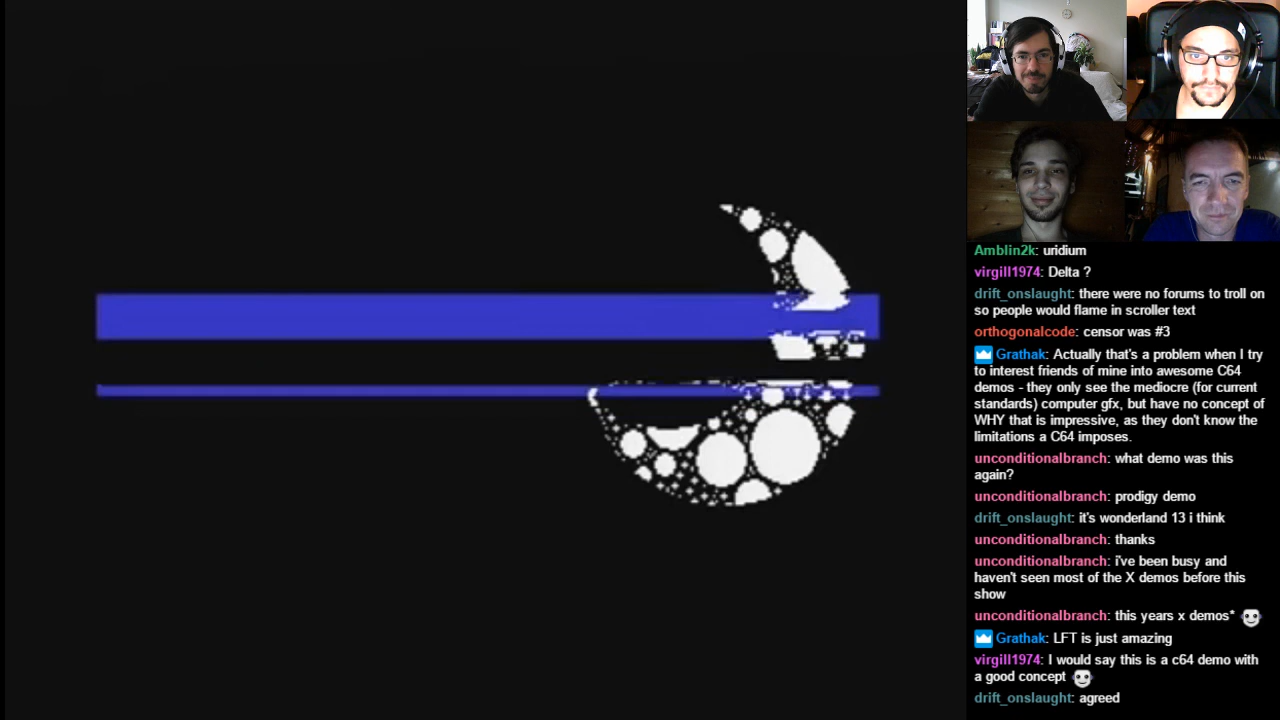 Amblin2k: uridium
virgill1974: Delta ?
drift_onslaught: there were no forums to troll on
so people would flame in scroller text
orthogonalcode: censor was #3
Grathak: Actually that's a problem when I try
to interest friends of mine into awesome C64
demos - they only see the mediocre (for current
standards) computer gfx, but have no concept of
WHY that is impressive, as they don't know the
limitations a C64 imposes.
unconditionalbranch: what demo was this
again?
unconditionalbranch: prodigy demo
drift_onslaught: it's wonderland 13 i think
unconditionalbranch: thanks
unconditionalbranch: i've been busy and
haven't seen most of the X demos before this
show
unconditionalbranch: this years x demos*
Grathak: LFT is just amazing
virgill1974: I would say this is a c64 demo with
a good concept
drift_onslaught: agreed